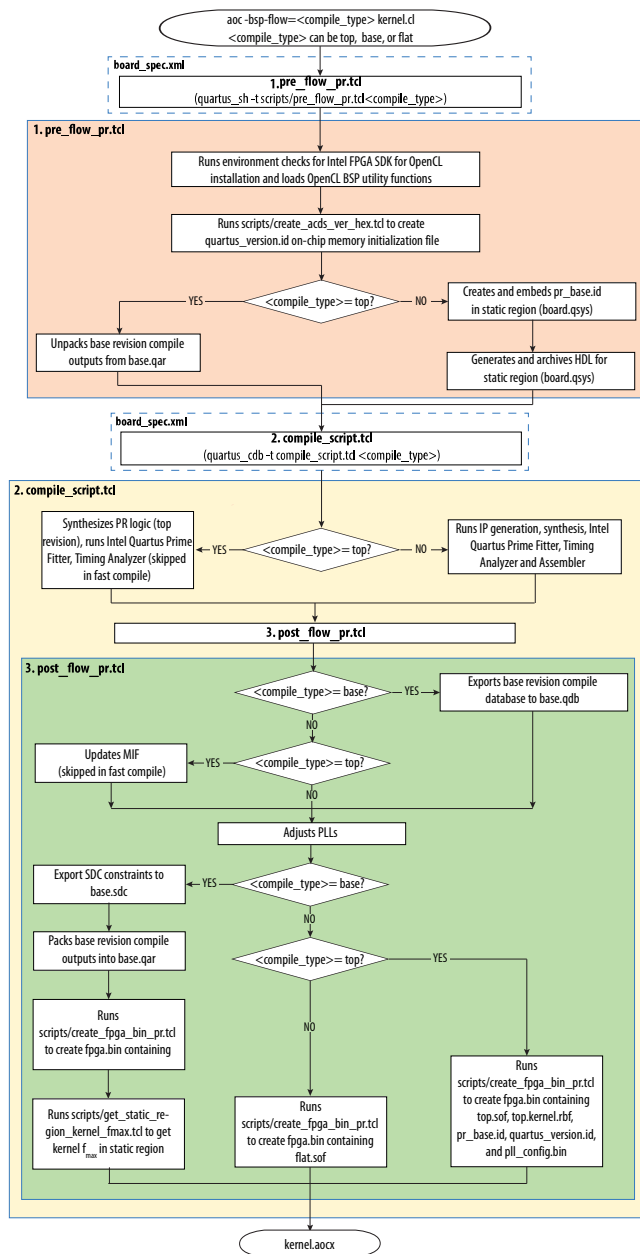 aoc -bsp-flow=<compile_type> kernel.cl
<compile_type> can be top, base, or flat
board_spec.xml
1.pre_flow_pr.tcl
(quartus_sh -t scripts/pre_flow_pr.tcl<compile_type>)
1. pre_flow_pr.tcl
Runs environment checks for Intel FPGA SDK for OpenCL
installation and loads OpenCL BSP utility functions
Runs scripts/create_acds_ver_hex.tcl to create
quartus_version.id on-chip memory initialization file
YES
<compile_type>= top?
NO
Creates and embeds pr_base.id
in static region (board.qsys)
Unpacks base revision compile
outputs from base.qar
Generates and archives HDL for
static region (board.qsys)
board_spec.xml
2. compile_script.tcl
(quartus_cdb -t compile_script.tcl <compile_type>)
2. compile_script.tcl
Synthesizes PR logic (top
revision), runs Intel Quartus Prime
Fitter, Timing Analyzer (skipped
in fast compile)
YES
<compile_type>= top?
NO
Runs IP generation, synthesis, Intel
Quartus Prime Fitter, Timing
Analyzer and Assembler
3. post_flow_pr.tcl
3. post_flow_pr.tcl
<compile_type>= base?
YES
Exports base revision compile
database to base.qdb
NO
Updates MIF
(skipped in fast compile)
YES
<compile_type>= top?
NO
Adjusts PLLs
Export SDC constraints to
base.sdc
YES
<compile_type>= base?
NO
Packs base revision compile
outputs into base.qar
<compile_type>= top?
YES
Runs
scripts/create_fpga_bin_pr.tcl
to create fpga.bin containing
NO
Runs
scripts/create_fpga_bin_pr.tcl
to create fpga.bin containing
top.sof, top.kernel.rbf,
pr_base.id, quartus_version.id,
and pll_config.bin
Runs scripts/get_static_re-
gion_kernel_fmax.tcl to get
kernel fmax in static region
Runs
scripts/create_fpga_bin_pr.tcl
to create fpga.bin containing
flat.sof
kernel.aocx